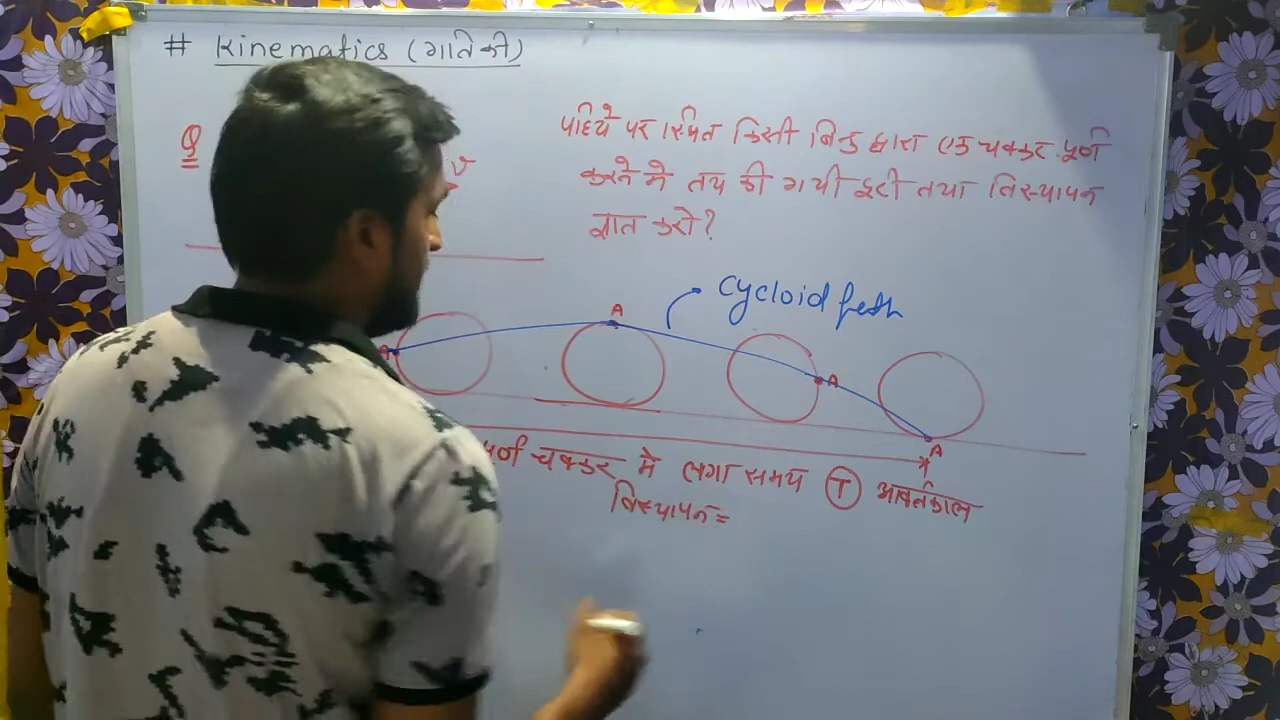 # Kinematics (गतिकी)
Q
पहिये पर स्थित किसी बिन्दु द्वारा एक चक्कर पूर्ण
v
करने मे तय की गयी दूरी तथा विस्थापन
ज्ञात करो?
cycloid path
A
A
A
A
पूर्ण चक्कर मे लगा समय T आवर्तकाल
विस्थापन =